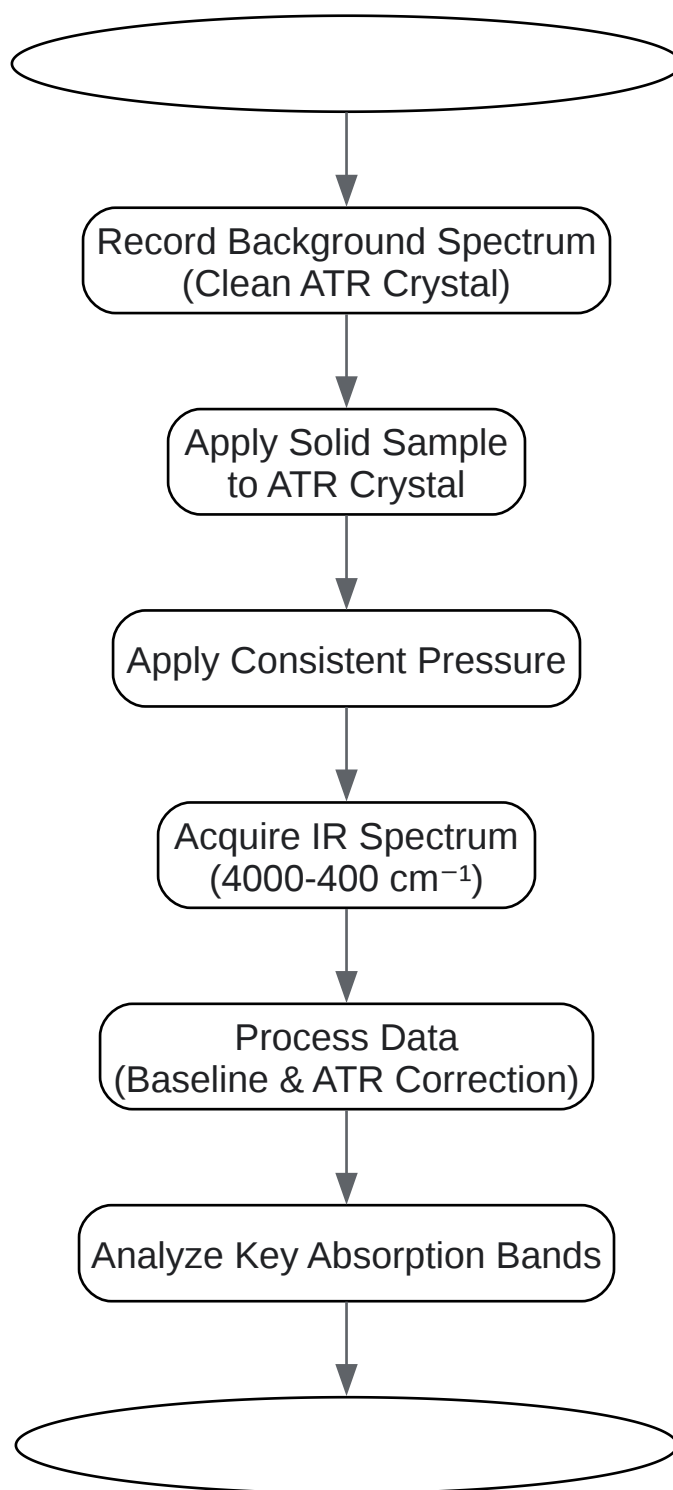 Record Background Spectrum
(Clean ATR Crystal)
Apply Solid Sample
to ATR Crystal
Apply Consistent Pressure
Acquire IR Spectrum
(4000-400 cm⁻¹)
Process Data
(Baseline & ATR Correction)
Analyze Key Absorption Bands